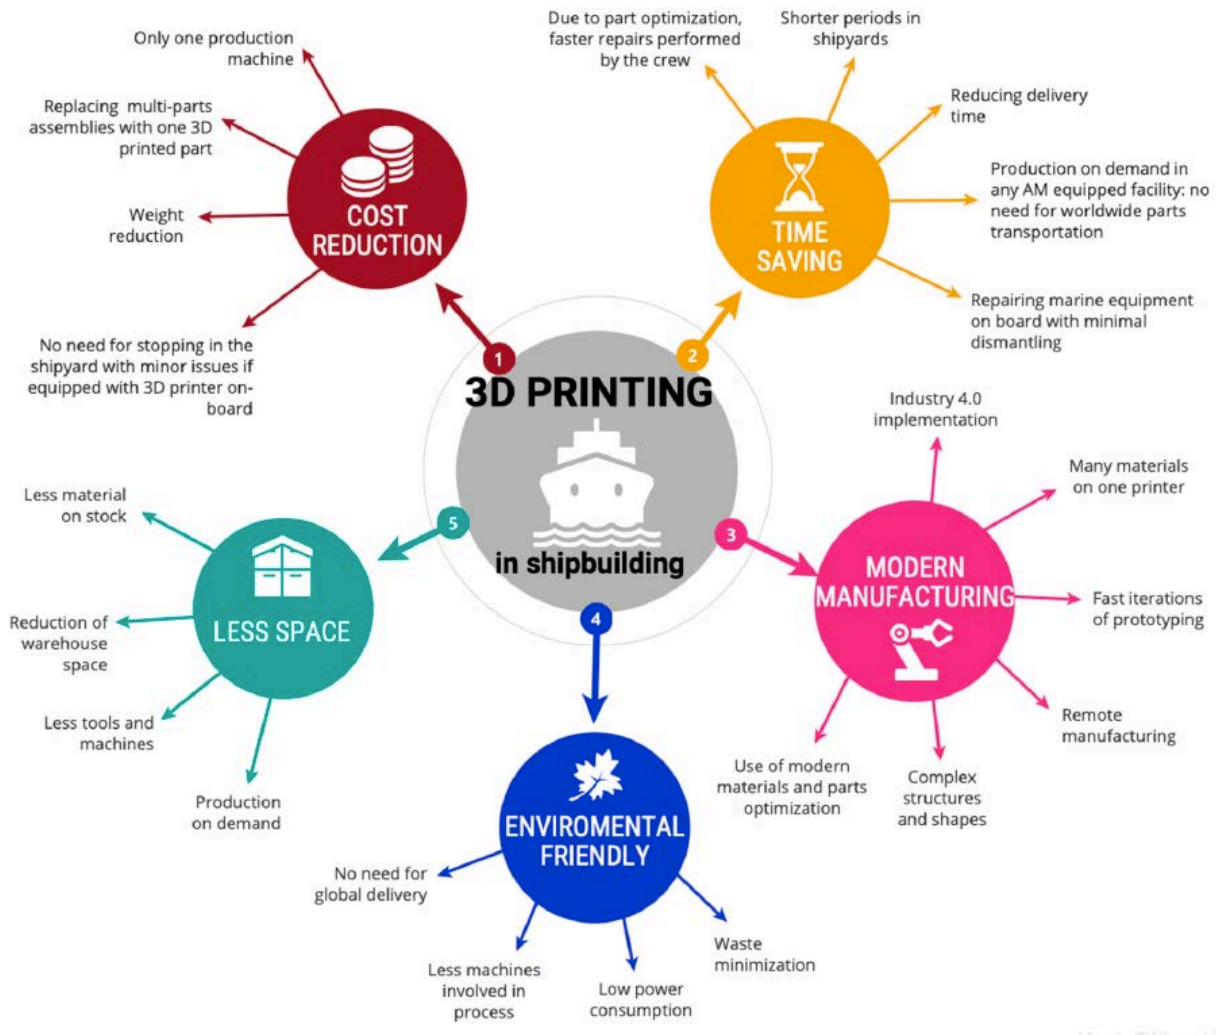 3D PRINTING
in shipbuilding
1
COST
REDUCTION
Only one production
machine
Replacing multi-parts
assemblies with one 3D
printed part
Weight
reduction
No need for stopping in the
shipyard with minor issues if
equipped with 3D printer on-
board
2
TIME
SAVING
Due to part optimization,
faster repairs performed
by the crew
Shorter periods in
shipyards
Reducing delivery
time
Production on demand in
any AM equipped facility: no
need for worldwide parts
transportation
Repairing marine equipment
on board with minimal
dismantling
3
MODERN
MANUFACTURING
Industry 4.0
implementation
Many materials
on one printer
Fast iterations
of prototyping
Remote
manufacturing
Complex
structures
and shapes
Use of modern
materials and parts
optimization
4
ENVIROMENTAL
FRIENDLY
No need for
global delivery
Less machines
involved in
process
Low power
consumption
Waste
minimization
5
LESS SPACE
Less material
on stock
Reduction of
warehouse
space
Less tools and
machines
Production
on demand